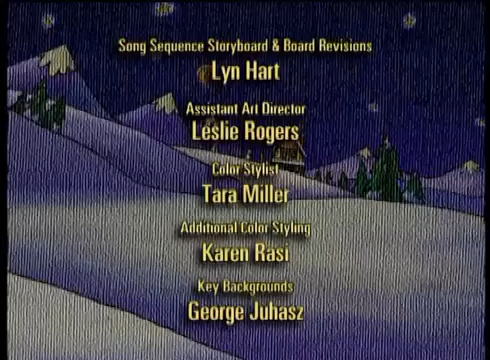 Song Sequence Storyboard & Board Revisions
Lyn Hart
Assistant Art Director
Leslie Rogers
Color Stylist
Tara Miller
Additional Color Styling
Karen Rasi
Key Backgrounds
George Juhasz